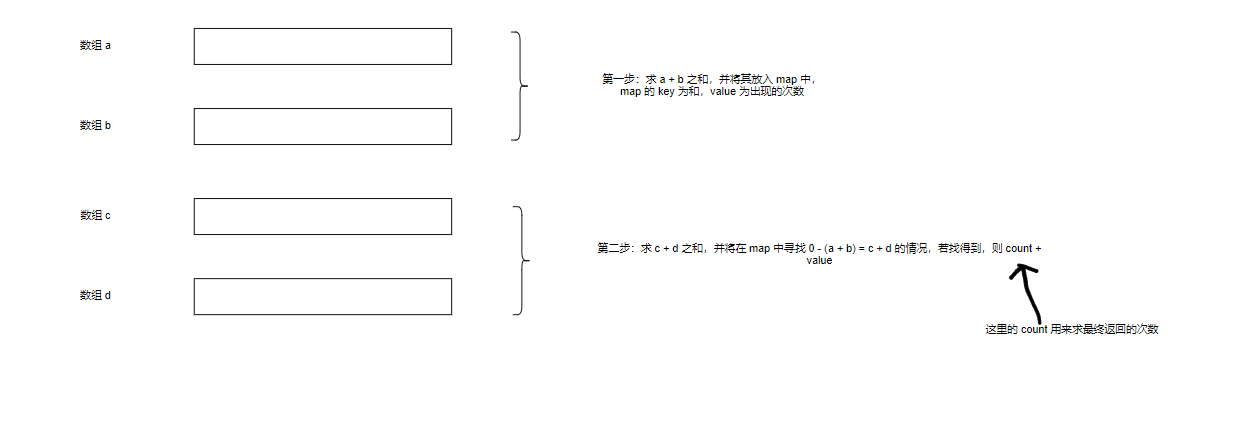 数组 a
第一步：求 a + b 之和，并将其放入 map 中，
map 的 key 为和，value 为出现的次数
数组 b
数组 c
第二步：求 c + d 之和，并将在 map 中寻找 0 - (a + b) = c + d 的情况，若找得到，则 count +
value
数组 d
这里的 count 用来求最终返回的次数